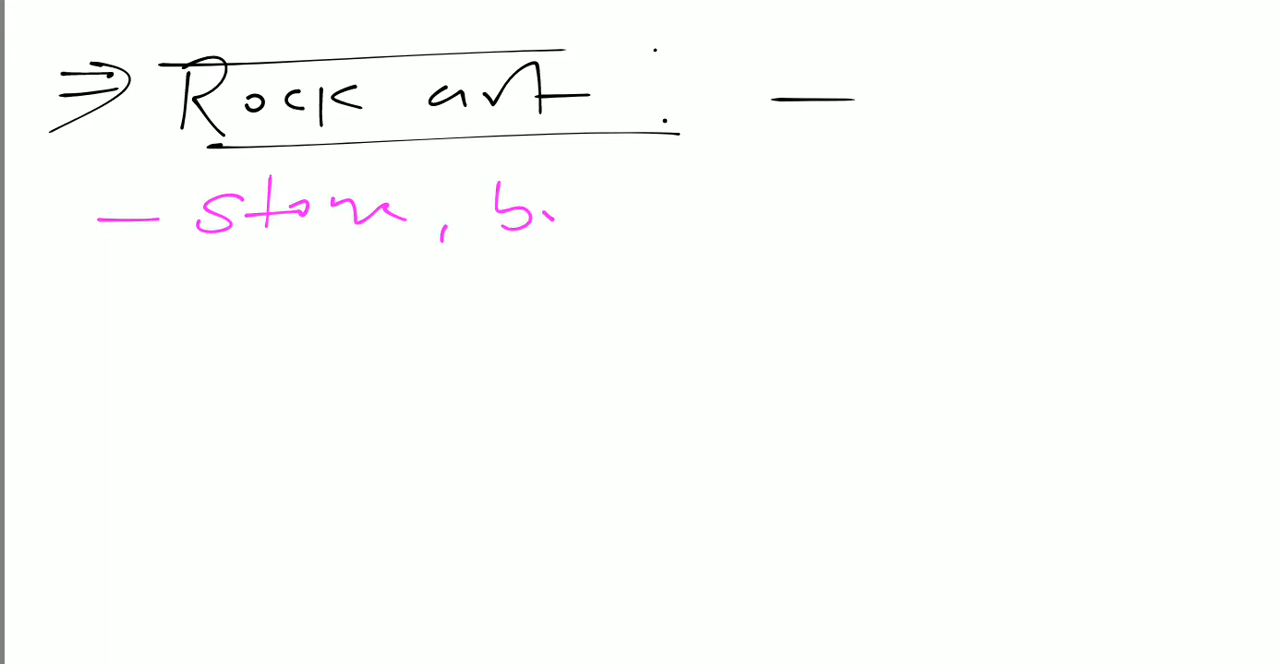 ⇒ Rock art : —
— stone, b